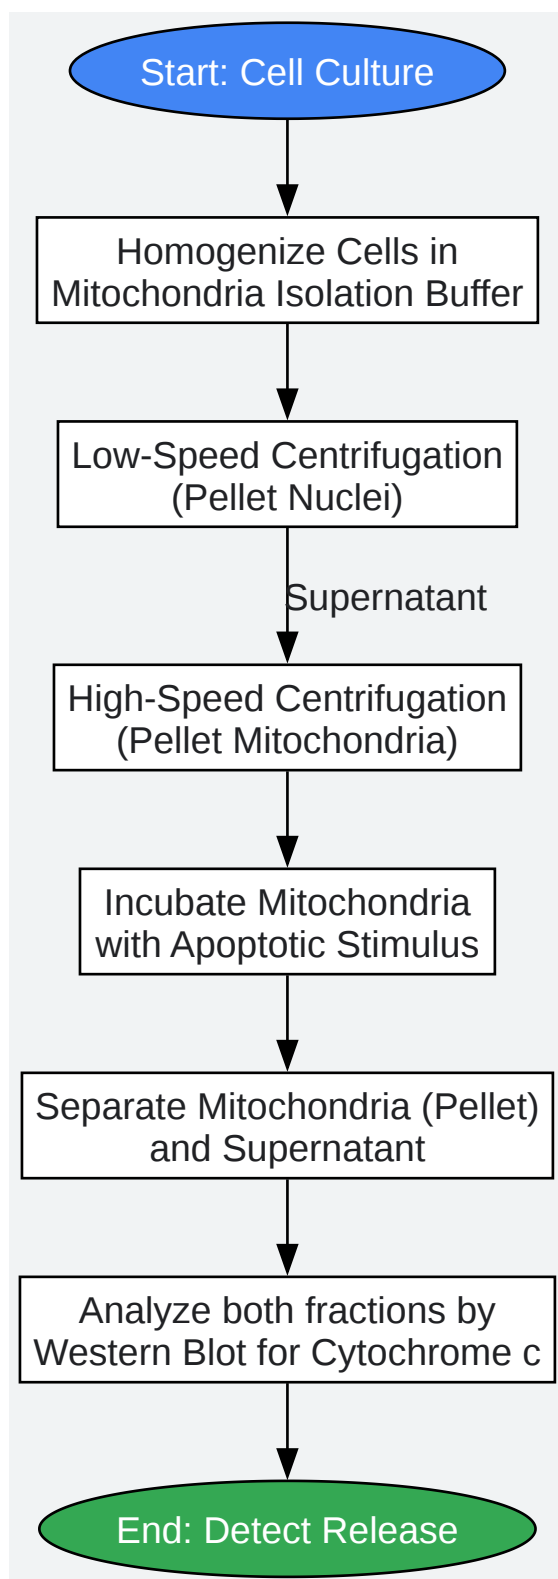 Start: Cell Culture
Homogenize Cells in
Mitochondria Isolation Buffer
Low-Speed Centrifugation
(Pellet Nuclei)
Supernatant
High-Speed Centrifugation
(Pellet Mitochondria)
Incubate Mitochondria
with Apoptotic Stimulus
Separate Mitochondria (Pellet)
and Supernatant
Analyze both fractions by
Western Blot for Cytochrome c
End: Detect Release